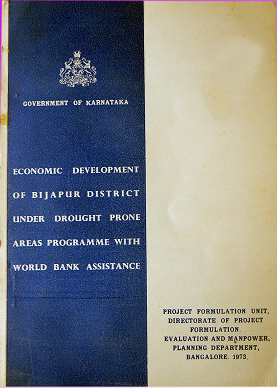 GOVERNMENT OF KARNATAKA
ECONOMIC DEVELOPMENT
OF BIJAPUR DISTRICT
UNDER DROUGHT PRONE
AREAS PROGRAMME WITH
WORLD BANK ASSISTANCE
PROJECT FORMULATION UNIT,
DIRECTORATE OF PROJECT
FORMULATION.
EVALUATION AND MANPOWER,
PLANNING DEPARTMENT,
BANGALORE. 1973.